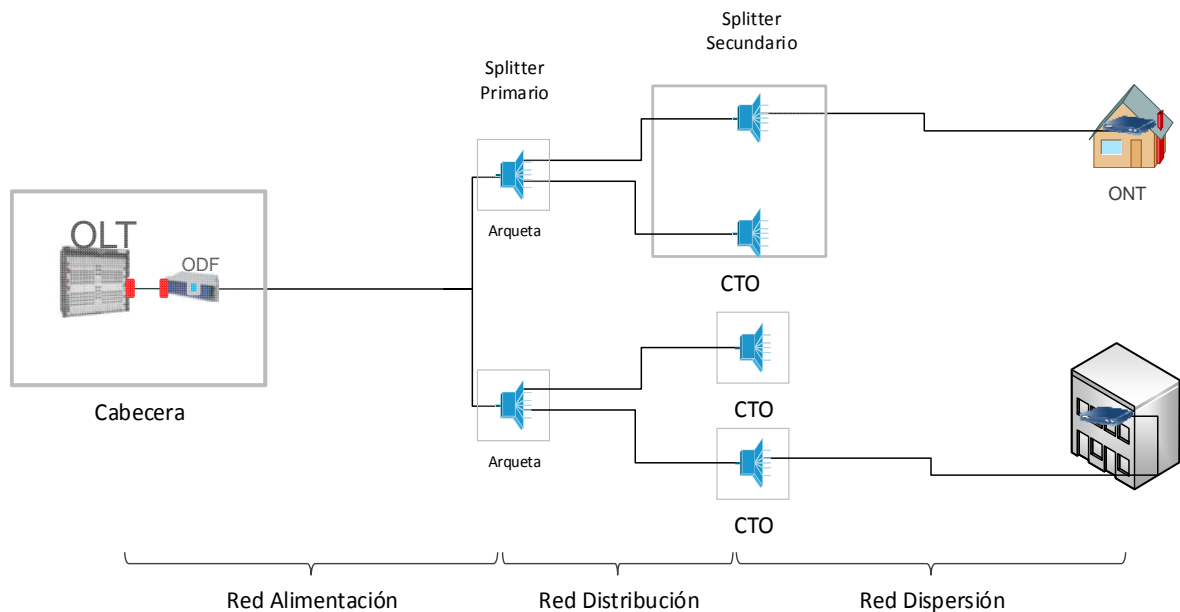 Splitter
Secundario
Splitter
Primario
OLT
ODF
Arqueta
ONT
CTO
Cabecera
CTO
Arqueta
CTO
Red Alimentación
Red Distribución
Red Dispersión